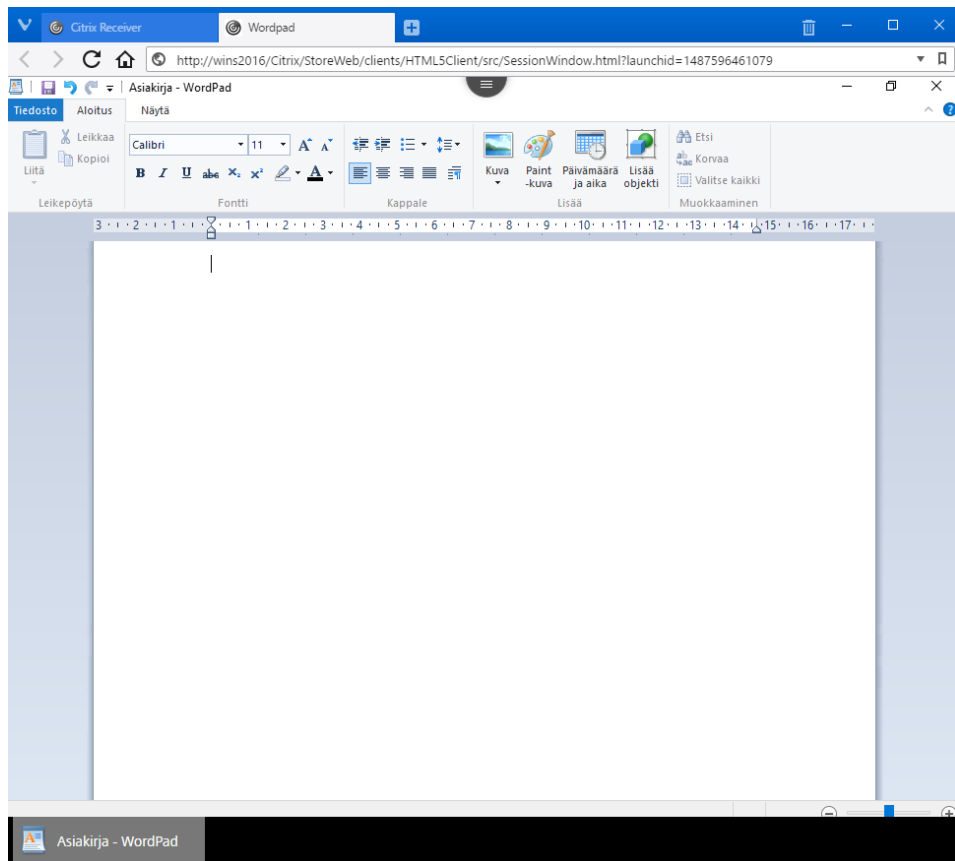 Citrix Receiver
Wordpad
http://wins2016/Citrix/StoreWeb/clients/HTML5Client/src/SessionWindow.html?launchid=1487596461079
Asiakirja - WordPad
Tiedosto Aloitus Näytä
Liitä
Leikkaa
Kopioi
Leikepöytä
Calibri 11 A A
B I U abc X₂ x² A
Fontti
Kappale
Kuva
Paint
-kuva
Päivämäärä
ja aika
Lisää
objekti
Lisää
Etsi
Korvaa
Valitse kaikki
Muokkaaminen
3 2 1 1 2 3 4 5 6 7 8 9 10 11 12 13 14 15 16 17
Asiakirja - WordPad